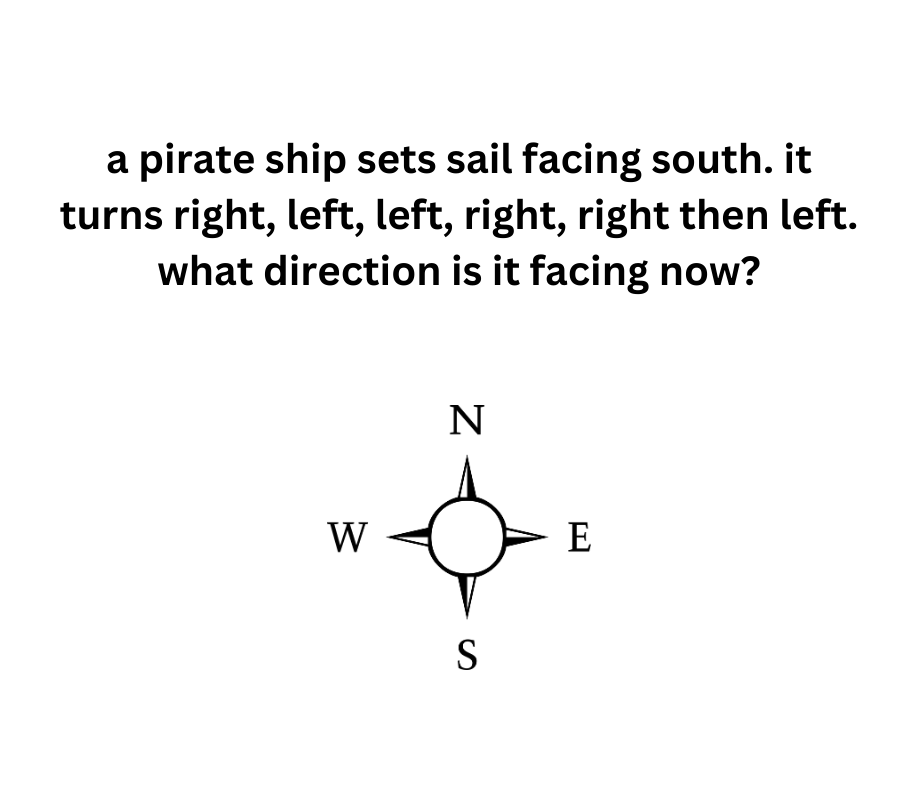 a pirate ship sets sail facing south. it
turns right, left, left, right, right then left.
what direction is it facing now?
N
W E
S